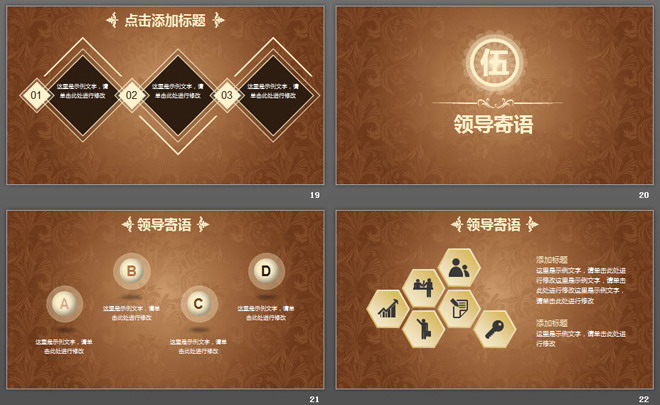 点击添加标题
01
这里是示例文字，请
单击此处进行修改
02
这里是示例文字，请
单击此处进行修改
03
这里是示例文字，请
单击此处进行修改
19
伍
领导寄语
20
领导寄语
A
这里是示例文字，请单
击此处进行修改
B
这里是示例文字，请单
击此处进行修改
C
这里是示例文字，请单
击此处进行修改
D
这里是示例文字，请单
击此处进行修改
21
领导寄语
添加标题
这里是示例文字，请单击此处进
行修改这里是示例文字，请单击
此处进行修改这里是示例文字，
请单击此处进行修改
添加标题
这里是示例文字，请单击此处进
行修改
22